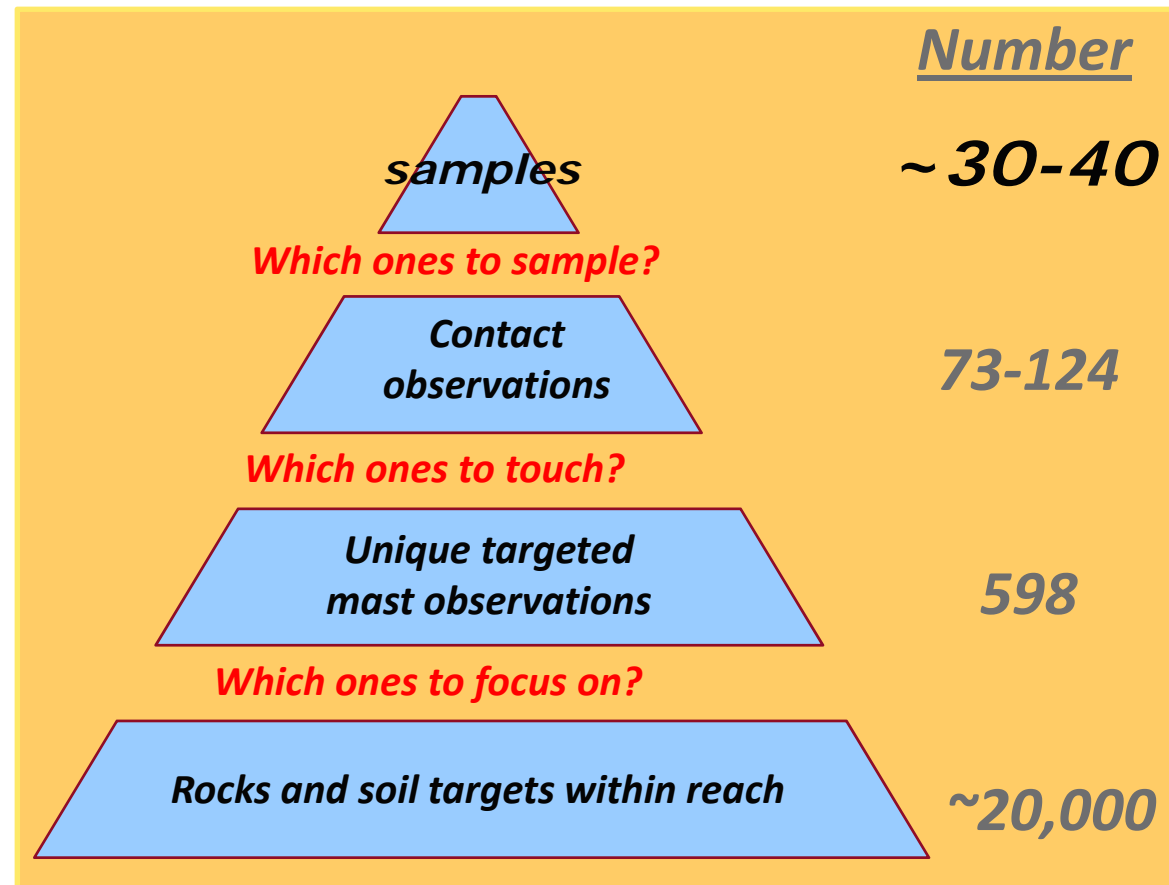 Number
samples
~30-40
Which ones to sample?
Contact
observations
73-124
Which ones to touch?
Unique targeted
mast observations
598
Which ones to focus on?
Rocks and soil targets within reach
~20,000